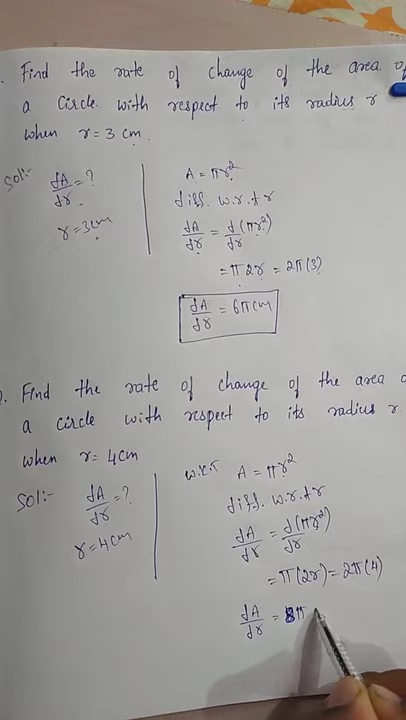 . Find the rate of change of the area of
a circle with respect to its radius r
when r = 3 cm.
Sol:- dA/dr = ?
r = 3cm
A = πr²
diff. w.r.t r
dA/dr = d(πr²)/dr
= π2r = 2π(3)
dA/dr = 6π cm
. Find the rate of change of the area
a circle with respect to its radius r
when r = 4cm
Sol:- dA/dr = ?
r = 4cm
w.k.T A = πr²
diff. w.r.t r
dA/dr = d(πr²)/dr
= π(2r) = 2π(4)
dA/dr = 8π